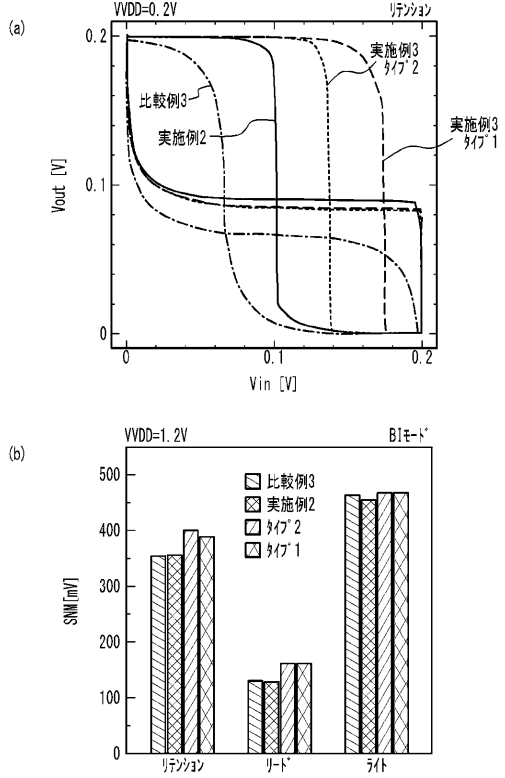 (a)
VVDD=0.2V
リテンション
0.2
0.1
0
Vout [V]
比較例3
実施例2
実施例3
ﾀｲﾌﾟ2
実施例3
ﾀｲﾌﾟ1
0
0.1
0.2
Vin [V]
(b)
VVDD=1.2V
BIﾓｰﾄﾞ
500
400
300
200
100
0
SNM[mV]
比較例3
実施例2
ﾀｲﾌﾟ2
ﾀｲﾌﾟ1
ﾘﾃﾝｼｮﾝ
ﾘｰﾄﾞ
ﾗｲﾄ